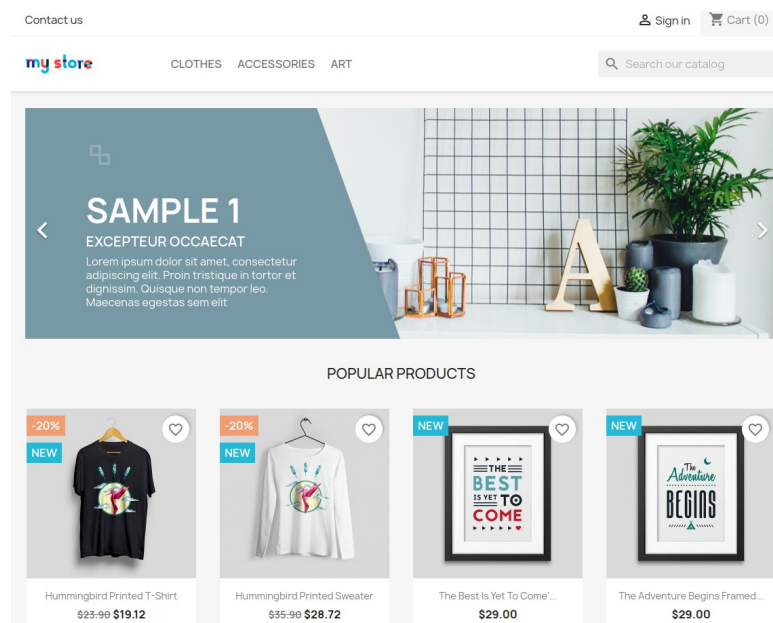 Contact us
Sign in
Cart (0)
my store
CLOTHES
ACCESSORIES
ART
Search our catalog
SAMPLE 1
EXCEPTEUR OCCAECAT
Lorem ipsum dolor sit amet, consectetur
adipiscing elit. Proin tristique in tortor et
dignissim. Quisque non tempor leo.
Maecenas egestas sem elit
A
POPULAR PRODUCTS
-20%
NEW
Hummingbird Printed T-Shirt
$23.90 $19.12
-20%
NEW
Hummingbird Printed Sweater
$35.90 $28.72
NEW
THE
BEST
IS YET TO
COME
The Best Is Yet To Come'...
$29.00
NEW
The
Adventure
BEGINS
The Adventure Begins Framed...
$29.00